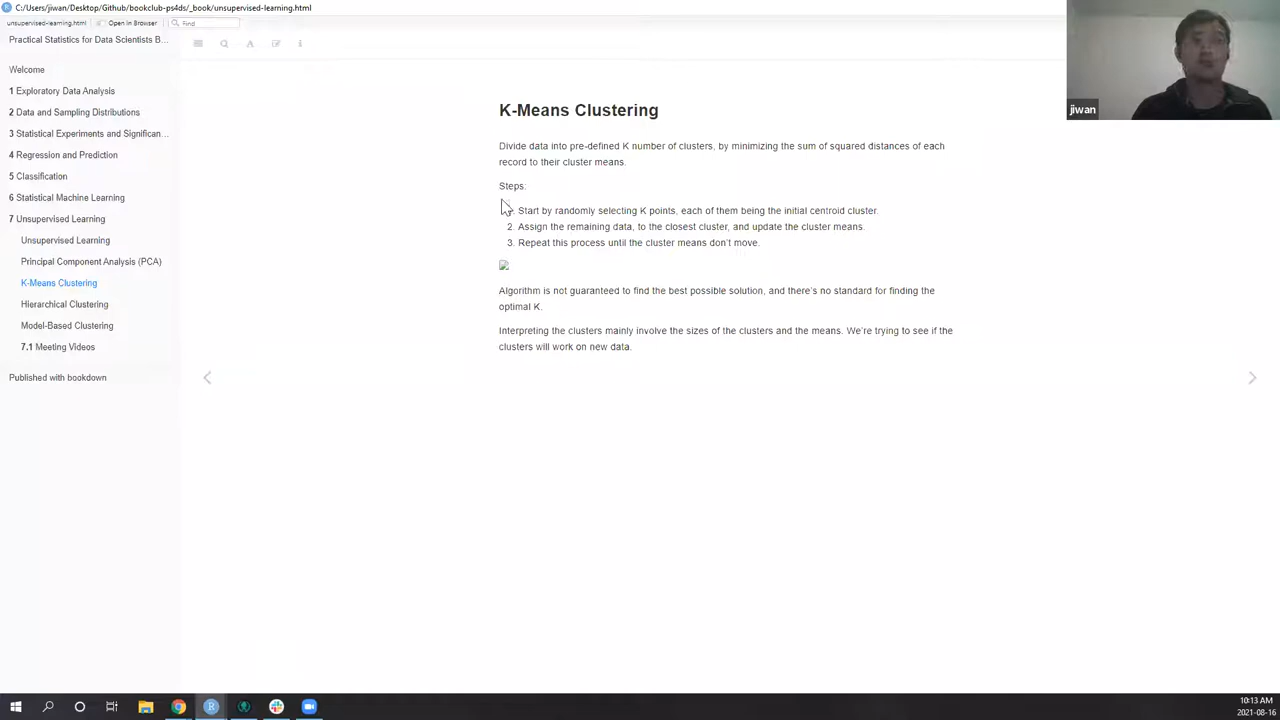 C:/Users/jiwan/Desktop/Github/bookclub-ps4ds/_book/unsupervised-learning.html
unsupervised-learning.html
Open in Browser
Find
Practical Statistics for Data Scientists B...
Welcome
1 Exploratory Data Analysis
2 Data and Sampling Distributions
3 Statistical Experiments and Significan...
4 Regression and Prediction
5 Classification
6 Statistical Machine Learning
7 Unsupervised Learning
Unsupervised Learning
Principal Component Analysis (PCA)
K-Means Clustering
Hierarchical Clustering
Model-Based Clustering
7.1 Meeting Videos
Published with bookdown
K-Means Clustering
Divide data into pre-defined K number of clusters, by minimizing the sum of squared distances of each
record to their cluster means.
Steps:
Start by randomly selecting K points, each of them being the initial centroid cluster.
2. Assign the remaining data, to the closest cluster, and update the cluster means.
3. Repeat this process until the cluster means don't move.
Algorithm is not guaranteed to find the best possible solution, and there's no standard for finding the
optimal K.
Interpreting the clusters mainly involve the sizes of the clusters and the means. We're trying to see if the
clusters will work on new data.
jiwan
10:13 AM
2021-08-16